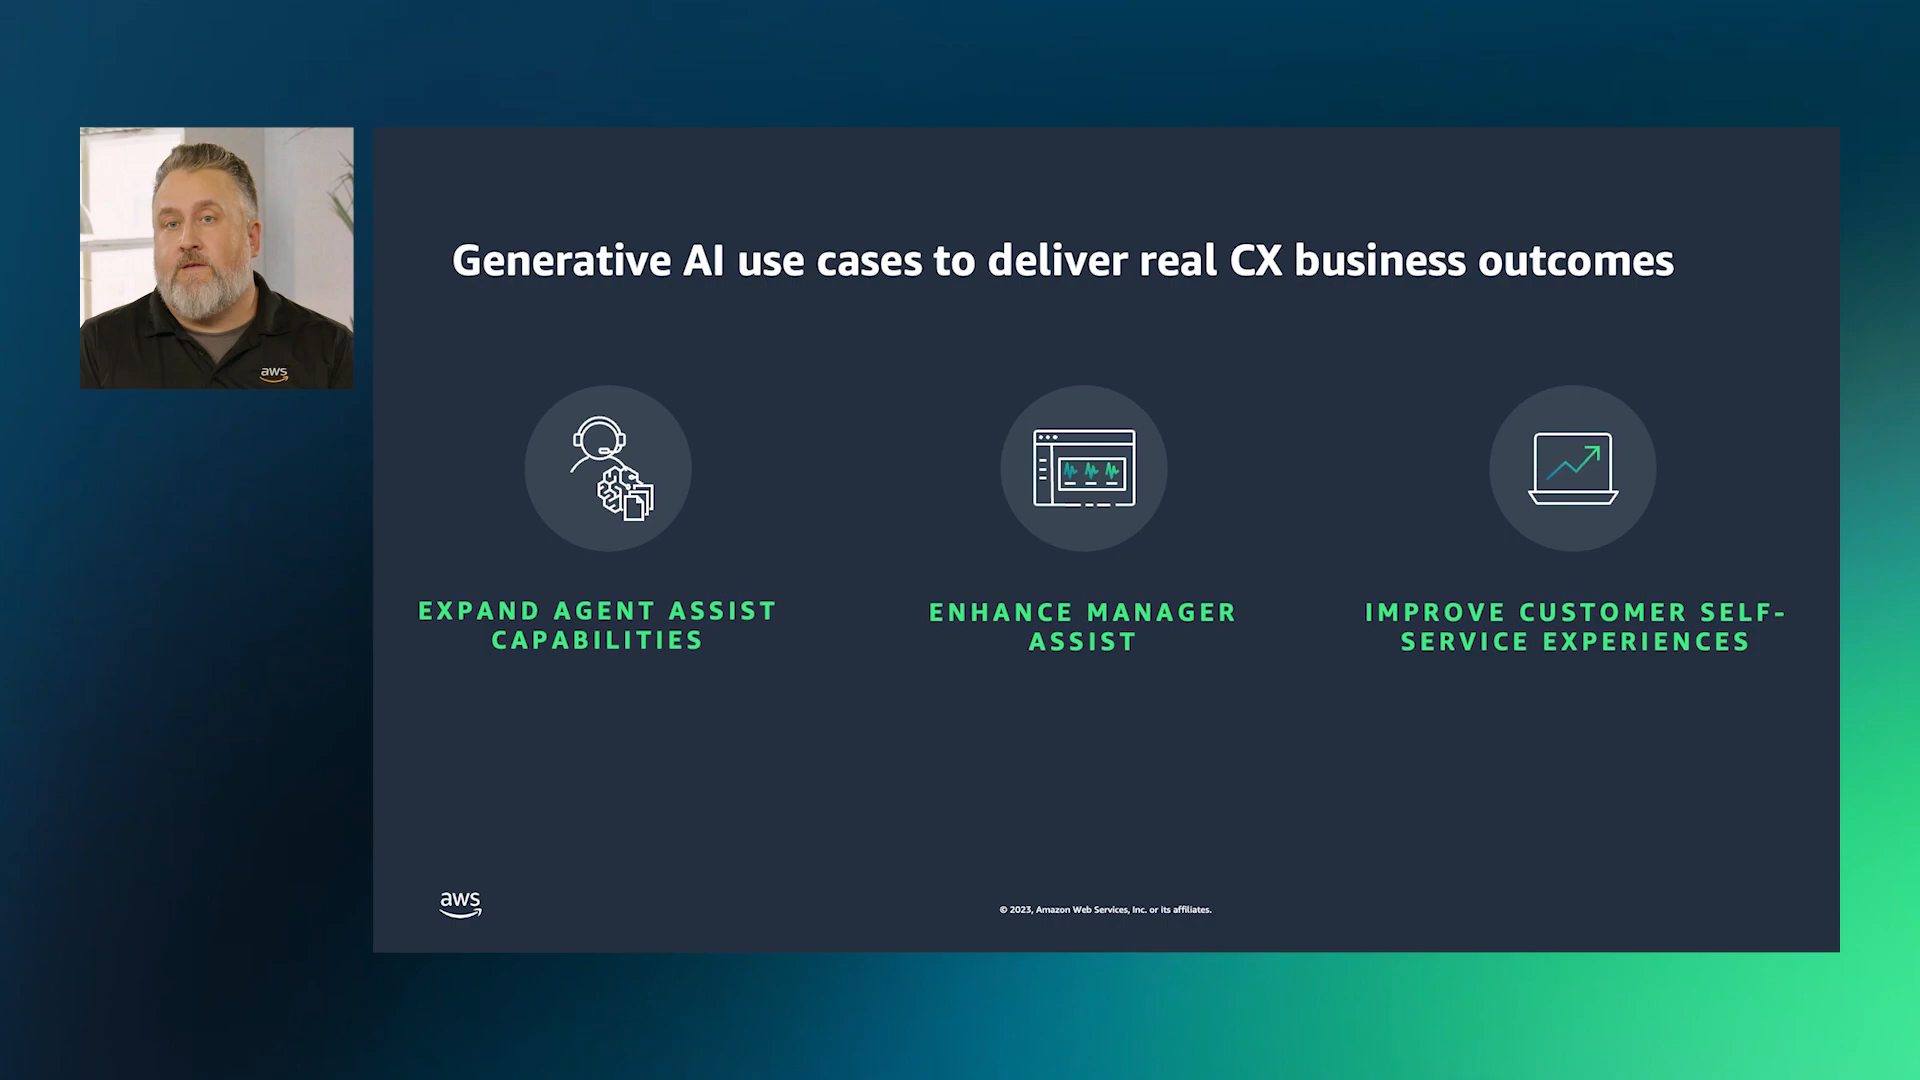 aws
Generative AI use cases to deliver real CX business outcomes
EXPAND AGENT ASSIST
CAPABILITIES
ENHANCE MANAGER
ASSIST
IMPROVE CUSTOMER SELF-
SERVICE EXPERIENCES
aws
© 2023, Amazon Web Services, Inc. or its affiliates.